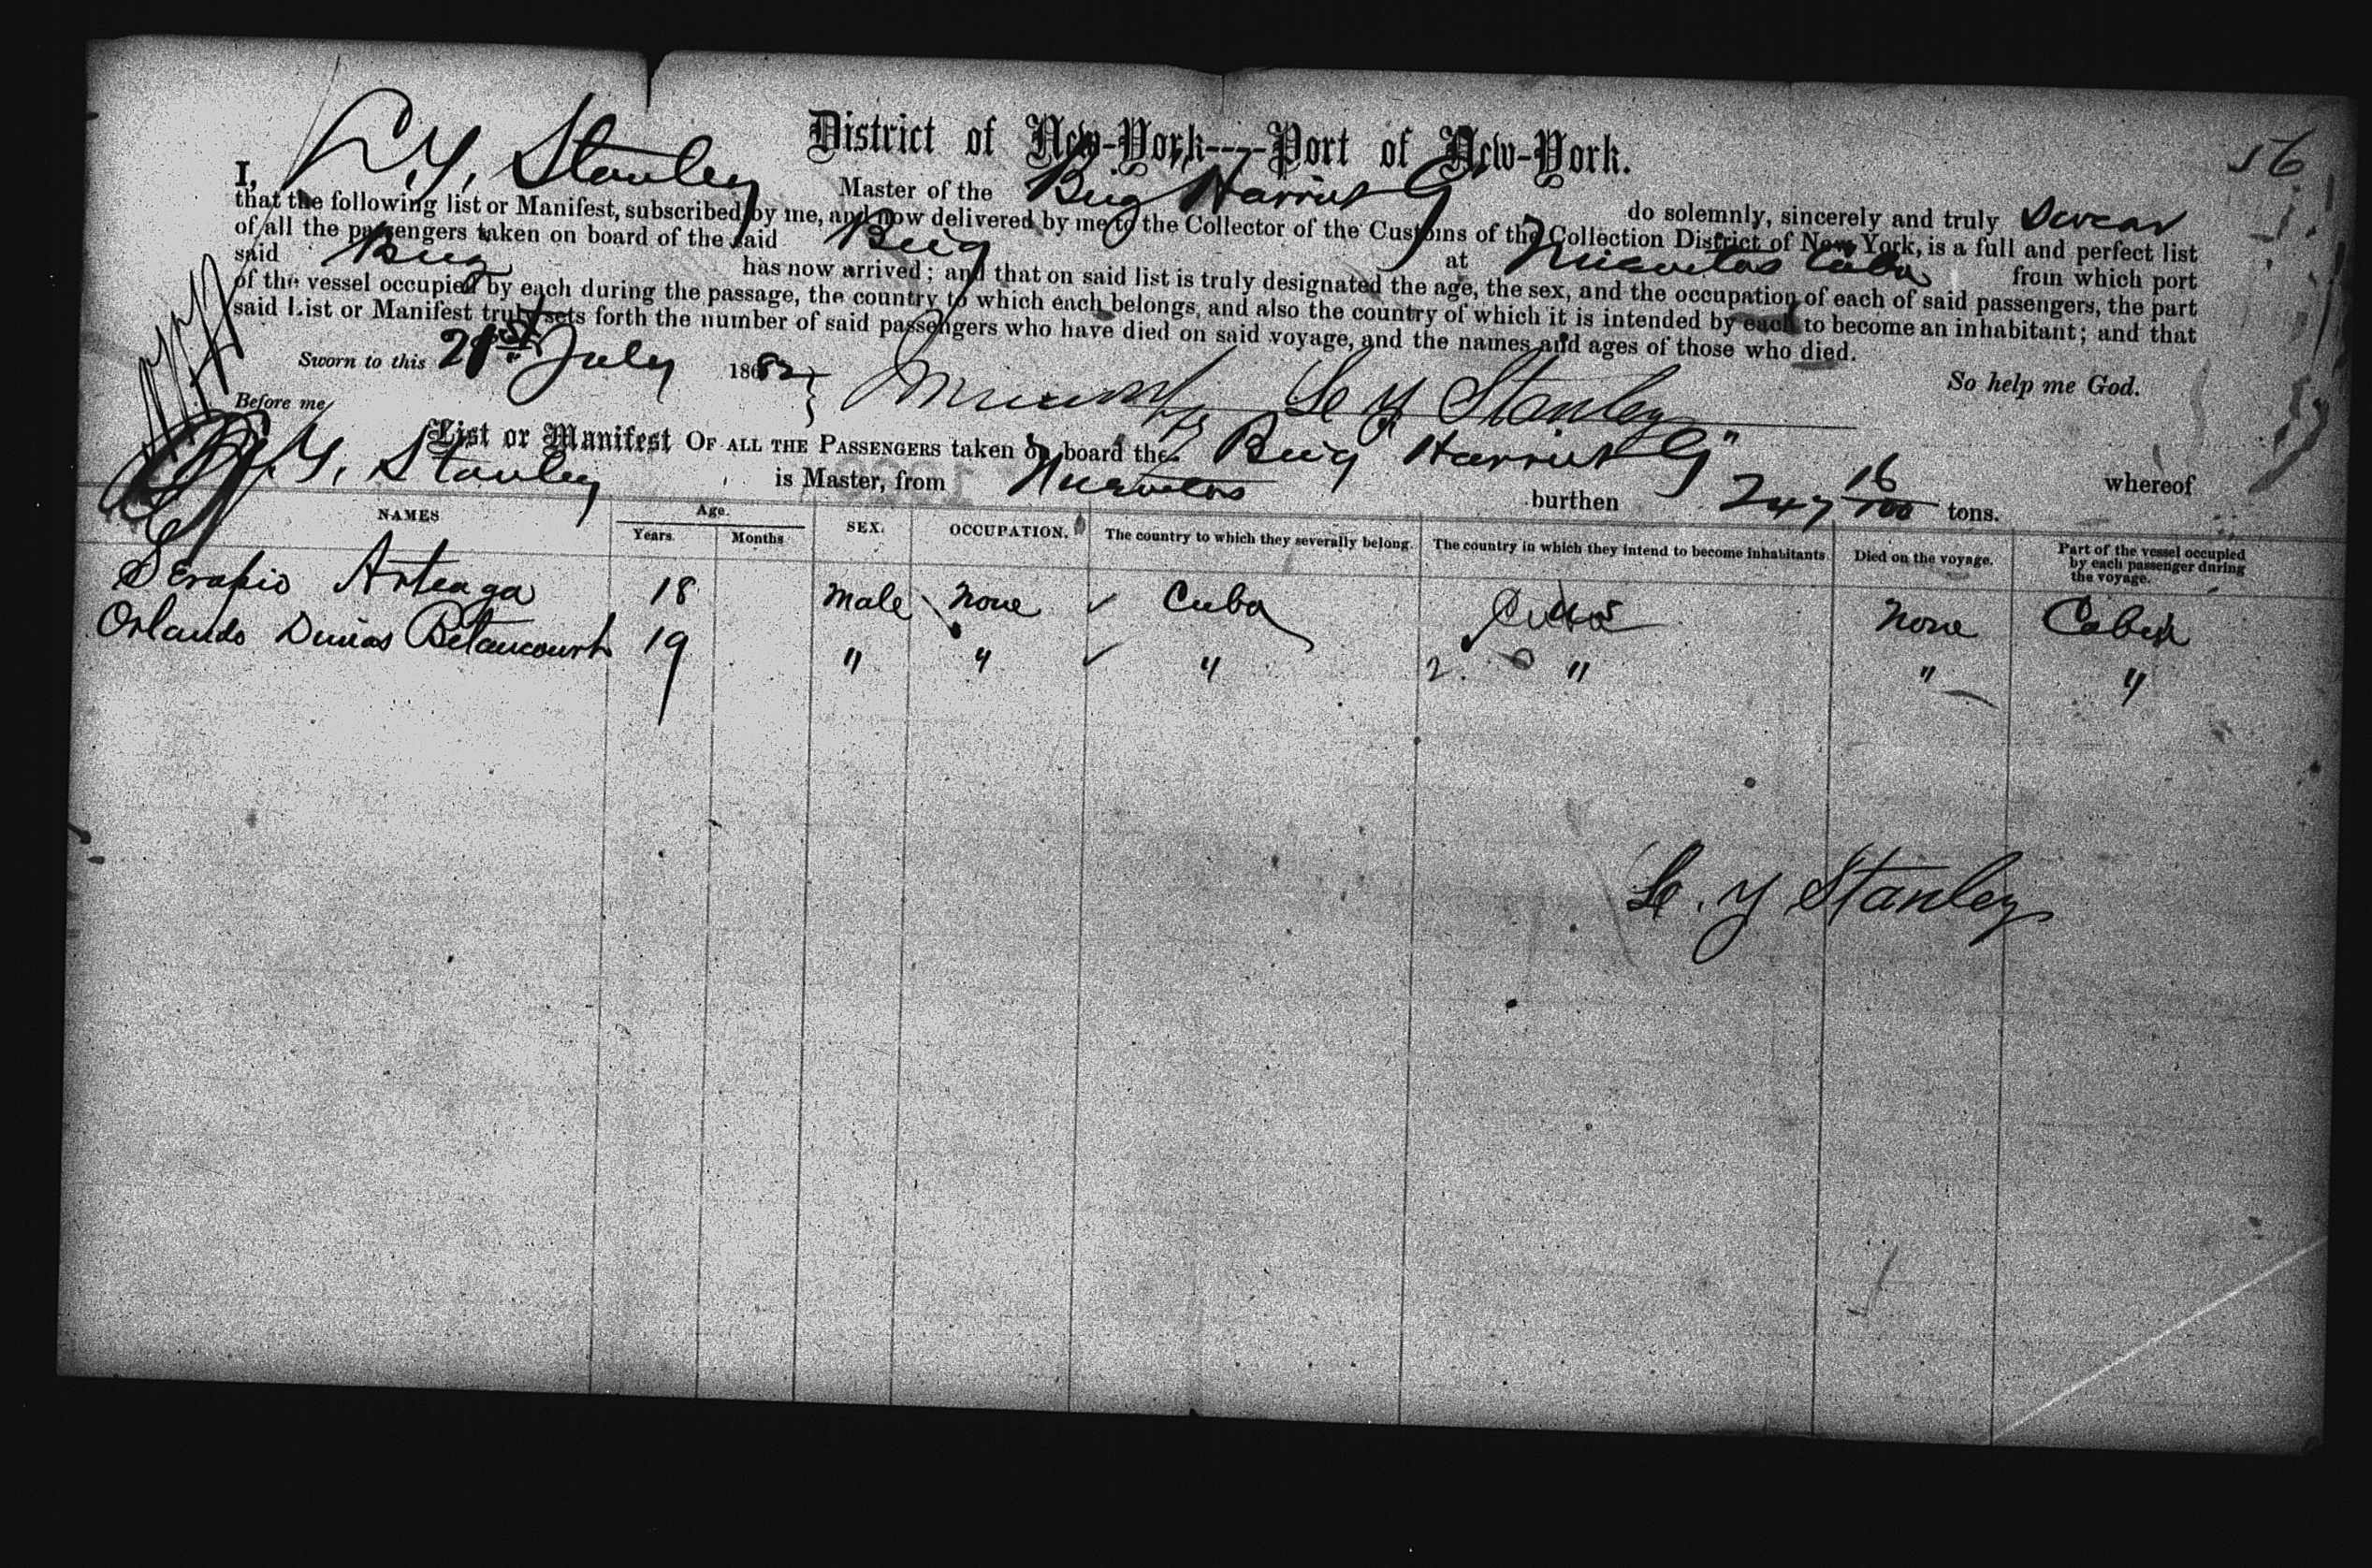 56
District of New-York---Port of New-York.
I, C. Y. Stanley Master of the Brig Harriet G. do solemnly, sincerely and truly swear
that the following list or Manifest, subscribed by me, and now delivered by me to the Collector of the Customs of the Collection District of New York, is a full and perfect list
of all the passengers taken on board of the said Brig at Nuevitas Cuba from which port
said Brig has now arrived; and that on said list is truly designated the age, the sex, and the occupation of each of said passengers, the part
of the vessel occupied by each during the passage, the country to which each belongs, and also the country of which it is intended by each to become an inhabitant; and that
said List or Manifest truly sets forth the number of said passengers who have died on said voyage, and the names and ages of those who died.
Sworn to this 21st July 1882 So help me God.
C Y Stanley
Before me
List or Manifest OF ALL THE PASSENGERS taken on board the Brig Harriet G" whereof
C. Y. Stanley is Master, from Nuevitas burthen 247 16/100 tons.
NAMES Age. Years. Months SEX. OCCUPATION. The country to which they severally belong. The country in which they intend to become inhabitants. Died on the voyage. Part of the vessel occupied by each passenger during the voyage.
Serapio Arteaga 18 Male None Cuba None Cabin
Orlando Betancourt 19 " " " 2. " " "
C. Y Stanley